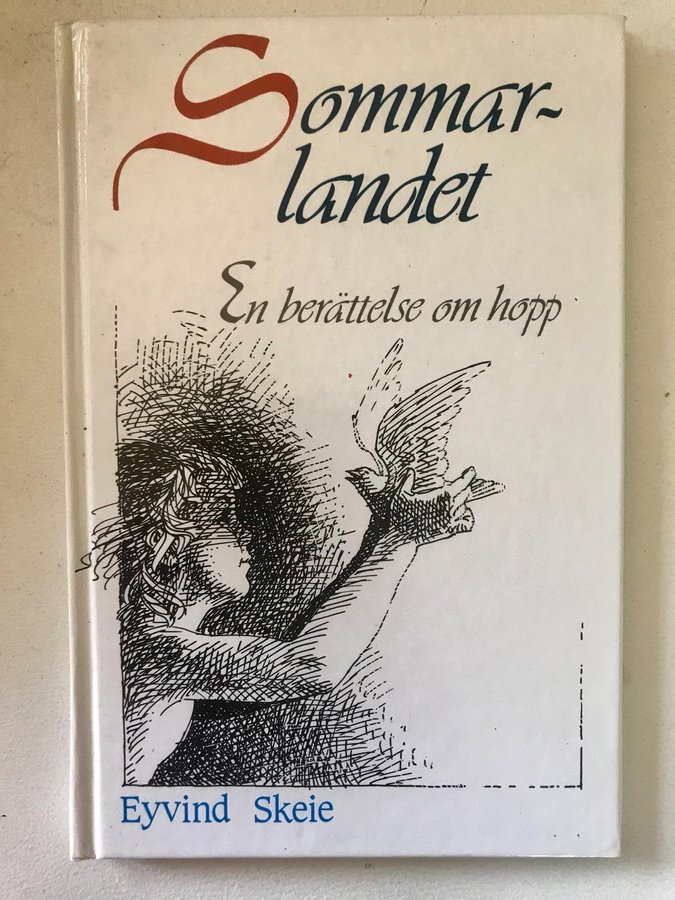 Sommar-
landet
En berättelse om hopp
Eyvind Skeie